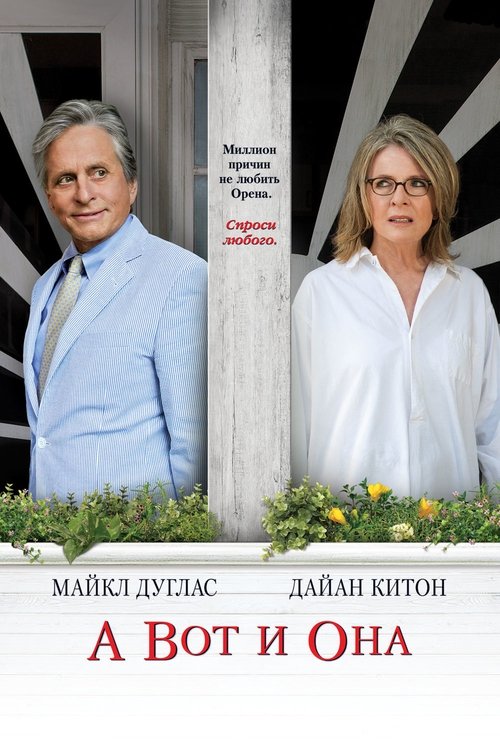 Миллион
причин
не любить
Орена.
Спроси
любого.
МАЙКЛ ДУГЛАС
ДАЙАН КИТОН
А Вот и Она